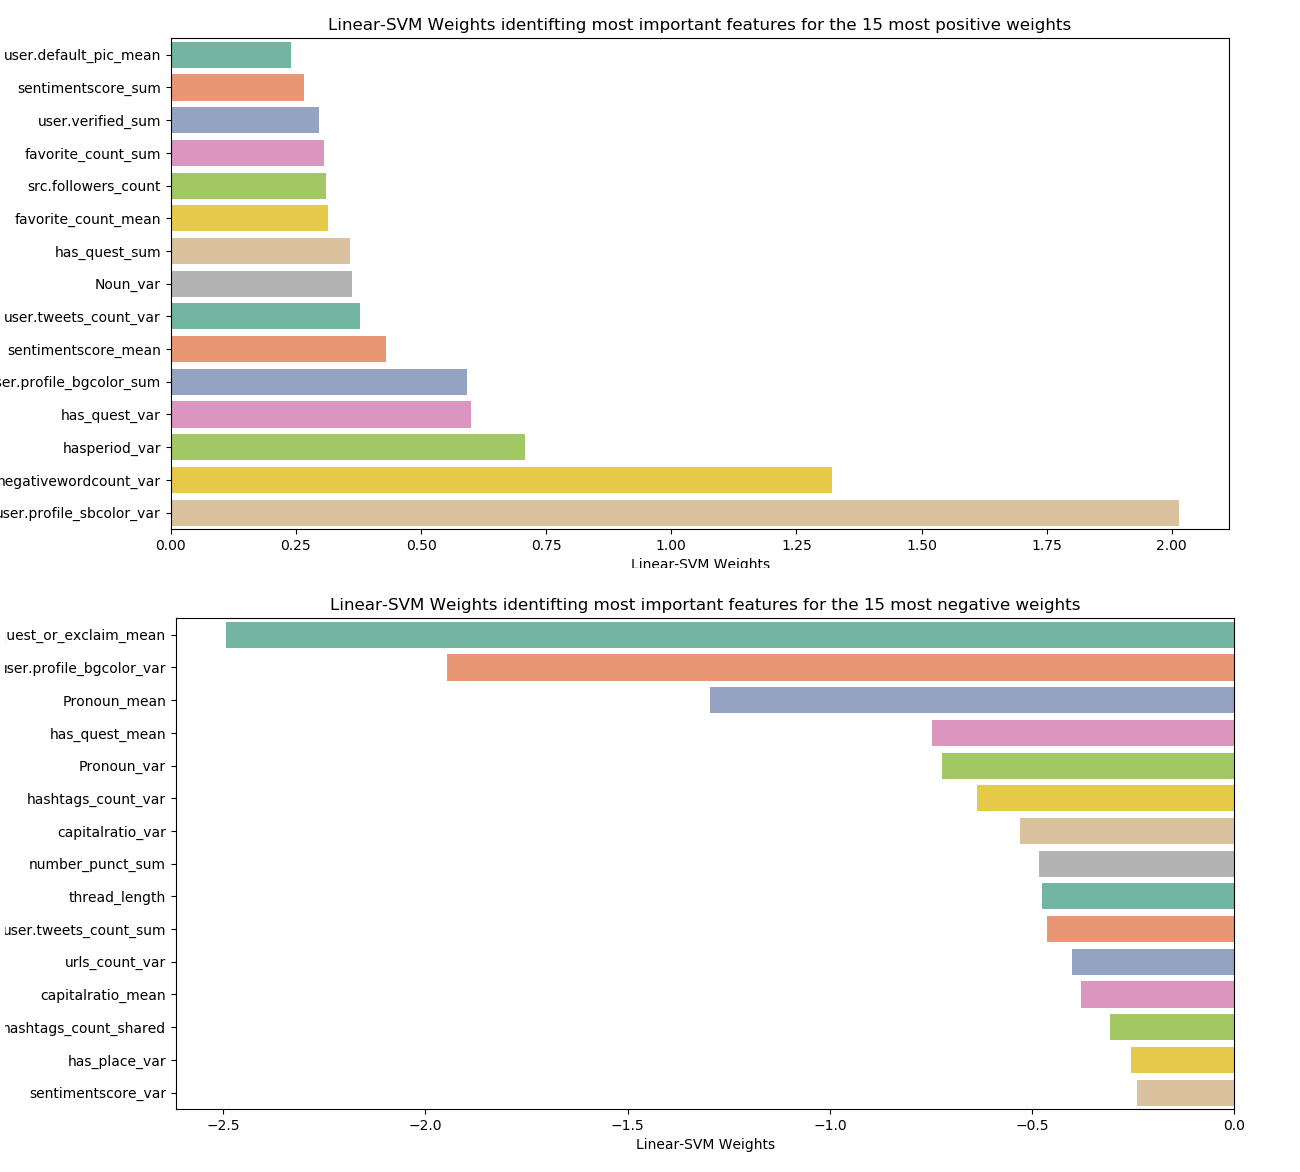 Linear-SVM Weights identifting most important features for the 15 most positive weights
user.default_pic_mean
sentimentscore_sum
user.verified_sum
favorite_count_sum
src.followers_count
favorite_count_mean
has_quest_sum
Noun_var
user.tweets_count_var
sentimentscore_mean
ser.profile_bgcolor_sum
has_quest_var
hasperiod_var
negativewordcount_var
user.profile_sbcolor_var
0.00 0.25 0.50 0.75 1.00 1.25 1.50 1.75 2.00
Linear-SVM Weights
Linear-SVM Weights identifting most important features for the 15 most negative weights
uest_or_exclaim_mean
user.profile_bgcolor_var
Pronoun_mean
has_quest_mean
Pronoun_var
hashtags_count_var
capitalratio_var
number_punct_sum
thread_length
user.tweets_count_sum
urls_count_var
capitalratio_mean
hashtags_count_shared
has_place_var
sentimentscore_var
−2.5 −2.0 −1.5 −1.0 −0.5 0.0
Linear-SVM Weights